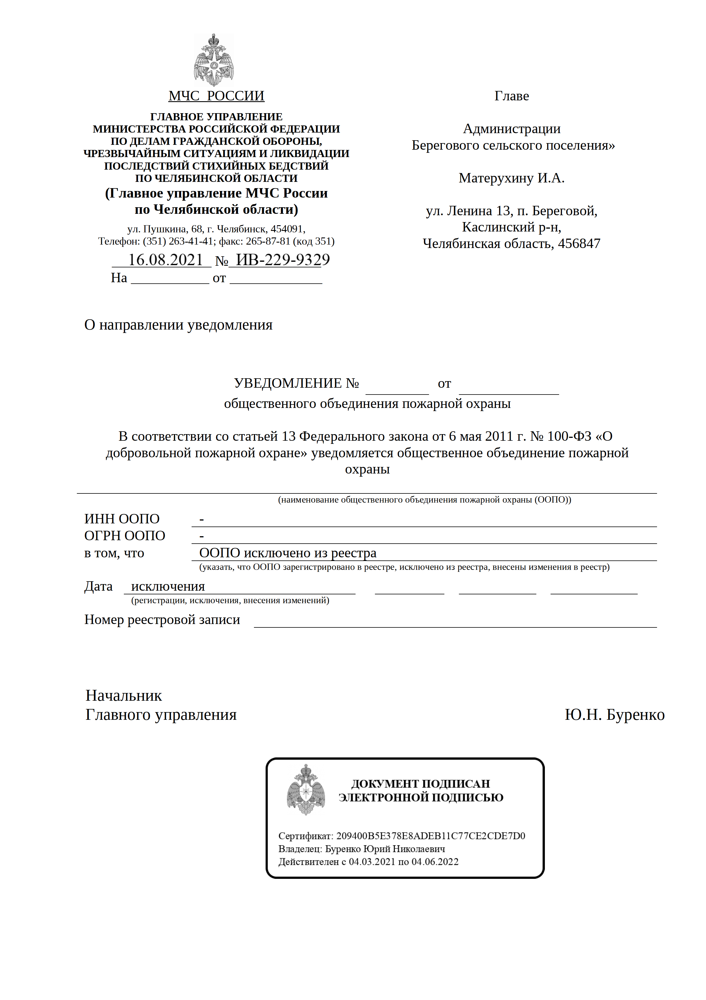 МЧС РОССИИ
ГЛАВНОЕ УПРАВЛЕНИЕ
МИНИСТЕРСТВА РОССИЙСКОЙ ФЕДЕРАЦИИ
ПО ДЕЛАМ ГРАЖДАНСКОЙ ОБОРОНЫ,
ЧРЕЗВЫЧАЙНЫМ СИТУАЦИЯМ И ЛИКВИДАЦИИ
ПОСЛЕДСТВИЙ СТИХИЙНЫХ БЕДСТВИЙ
ПО ЧЕЛЯБИНСКОЙ ОБЛАСТИ
(Главное управление МЧС России
по Челябинской области)
ул. Пушкина, 68, г. Челябинск, 454091,
Телефон: (351) 263-41-41; факс: 265-87-81 (код 351)
16.08.2021 № ИВ-229-9329
На ___________ от _____________
Главе
Администрации
Берегового сельского поселения»
Матерухину И.А.
ул. Ленина 13, п. Береговой,
Каслинский р-н,
Челябинская область, 456847
О направлении уведомления
УВЕДОМЛЕНИЕ № ________ от ____________
общественного объединения пожарной охраны
В соответствии со статьей 13 Федерального закона от 6 мая 2011 г. № 100-ФЗ «О
добровольной пожарной охране» уведомляется общественное объединение пожарной
охраны
(наименование общественного объединения пожарной охраны (ООПО))
ИНН ООПО -
ОГРН ООПО -
в том, что ООПО исключено из реестра
(указать, что ООПО зарегистрировано в реестре, исключено из реестра, внесены изменения в реестр)
Дата исключения
(регистрации, исключения, внесения изменений)
Номер реестровой записи
Начальник
Главного управления Ю.Н. Буренко
ДОКУМЕНТ ПОДПИСАН
ЭЛЕКТРОННОЙ ПОДПИСЬЮ
Сертификат: 209400B5E378E8ADEB11C77CE2CDE7D0
Владелец: Буренко Юрий Николаевич
Действителен с 04.03.2021 по 04.06.2022